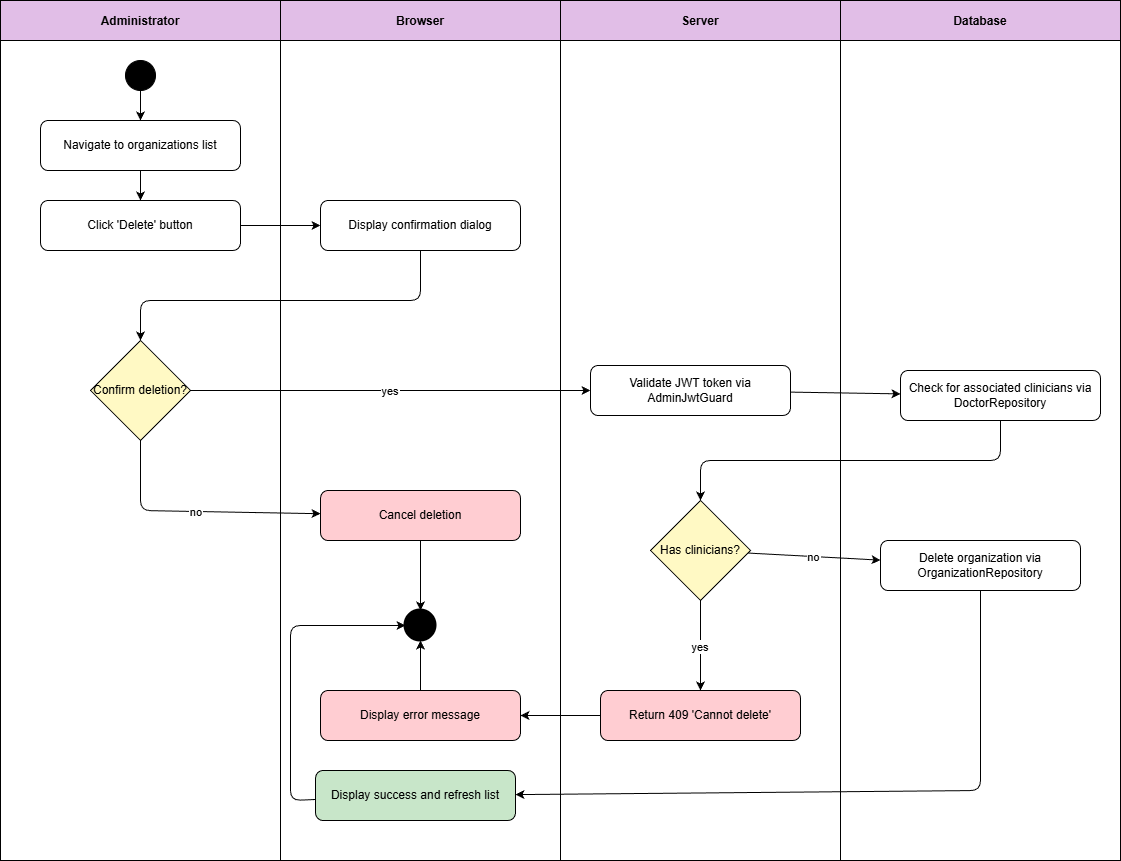 Administrator
Browser
Server
Database
Navigate to organizations list
Click 'Delete' button
Display confirmation dialog
Confirm deletion?
yes
Validate JWT token via
AdminJwtGuard
Check for associated clinicians via
DoctorRepository
no
Cancel deletion
Has clinicians?
no
Delete organization via
OrganizationRepository
yes
Display error message
Return 409 'Cannot delete'
Display success and refresh list